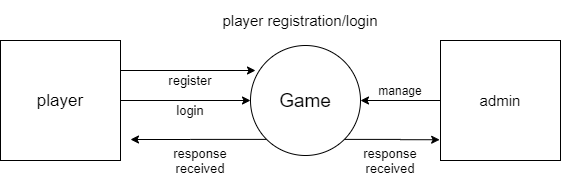 player registration/login
player
register
login
response
received
Game
manage
response
received
admin